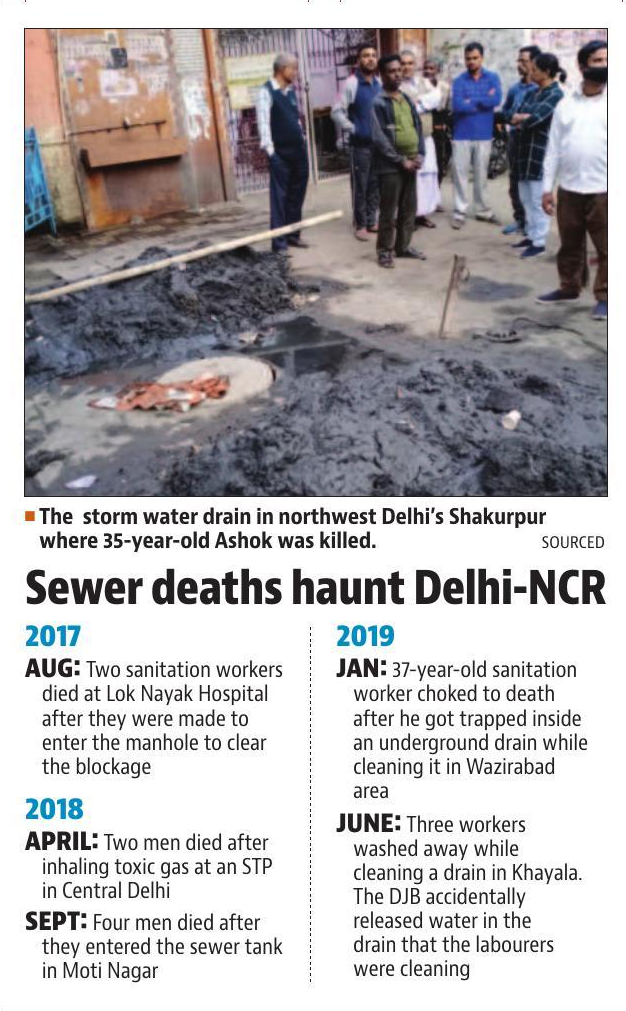 ■ The storm water drain in northwest Delhi's Shakurpur
where 35-year-old Ashok was killed.
SOURCED
Sewer deaths haunt Delhi-NCR
2017
AUG: Two sanitation workers
died at Lok Nayak Hospital
after they were made to
enter the manhole to clear
the blockage
2018
APRIL: Two men died after
inhaling toxic gas at an STP
in Central Delhi
SEPT: Four men died after
they entered the sewer tank
in Moti Nagar
2019
JAN: 37-year-old sanitation
worker choked to death
after he got trapped inside
an underground drain while
cleaning it in Wazirabad
area
JUNE: Three workers
washed away while
cleaning a drain in Khayala.
The DJB accidentally
released water in the
drain that the labourers
were cleaning